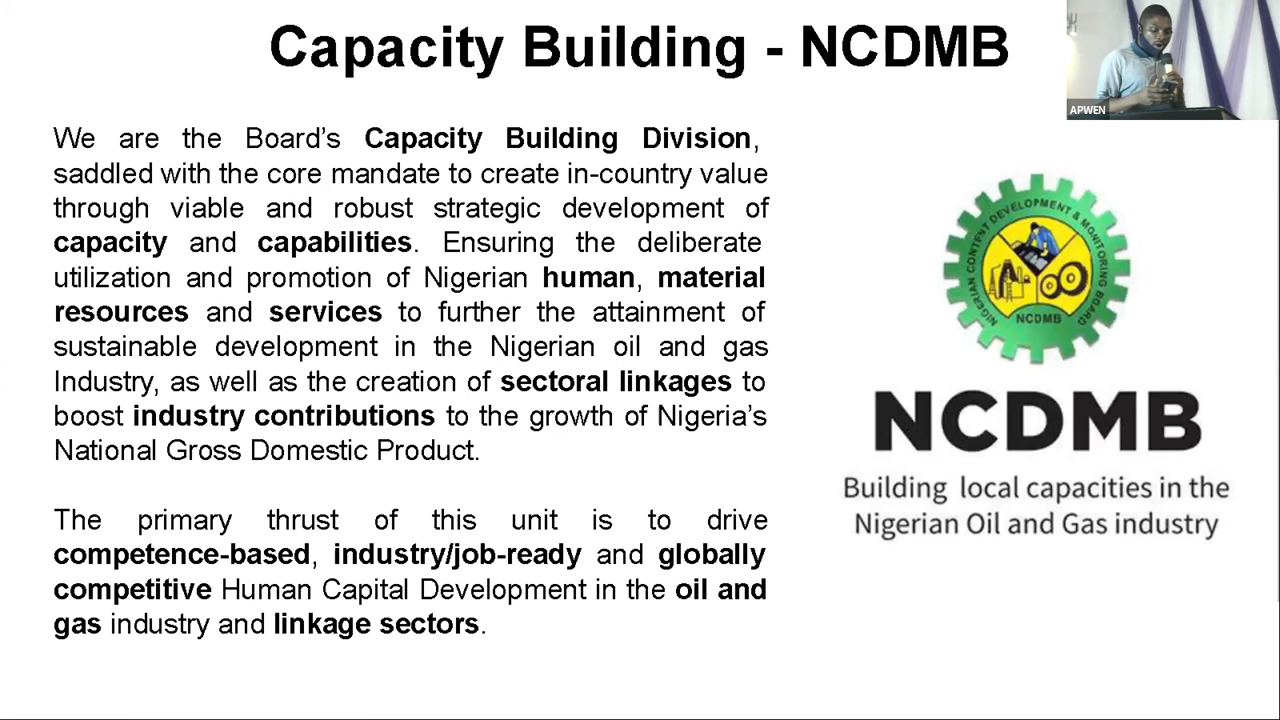 Capacity Building - NCDMB
APWEN
We are the Board’s Capacity Building Division,
saddled with the core mandate to create in-country value
through viable and robust strategic development of
capacity and capabilities. Ensuring the deliberate
utilization and promotion of Nigerian human, material
resources and services to further the attainment of
sustainable development in the Nigerian oil and gas
Industry, as well as the creation of sectoral linkages to
boost industry contributions to the growth of Nigeria’s
National Gross Domestic Product.
The primary thrust of this unit is to drive
competence-based, industry/job-ready and globally
competitive Human Capital Development in the oil and
gas industry and linkage sectors.
NIGERIAN CONTENT DEVELOPMENT & MONITORING BOARD
NCDMB
NCDMB
Building local capacities in the
Nigerian Oil and Gas industry